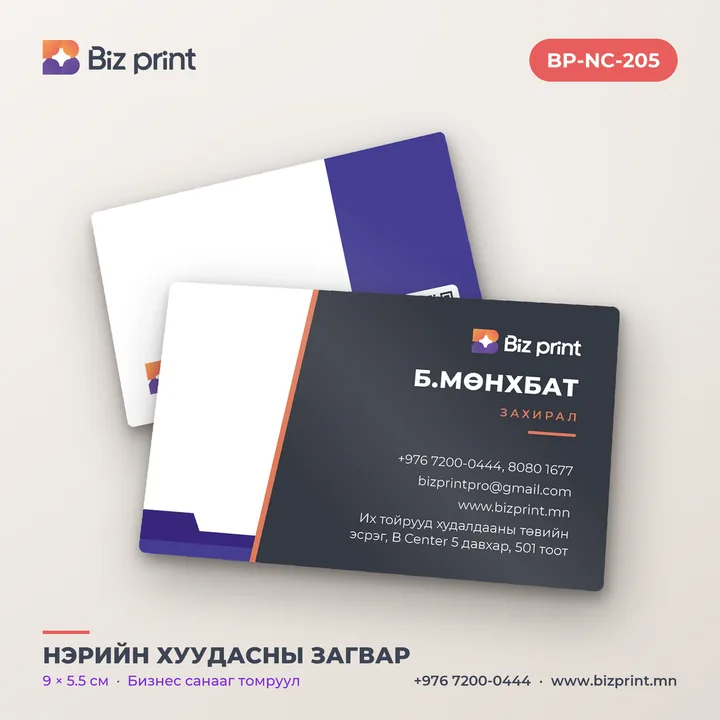 Biz print
BP-NC-205
Biz print
Б.МӨНХБАТ
ЗАХИРАЛ
+976 7200-0444, 8080 1677
bizprintpro@gmail.com
www.bizprint.mn
Их тойрууд худалдааны төвийн
эсрэг, B Center 5 давхар, 501 тоот
НЭРИЙН ХУУДАСНЫ ЗАГВАР
9 × 5.5 см · Бизнес санааг томруул
+976 7200-0444 · www.bizprint.mn